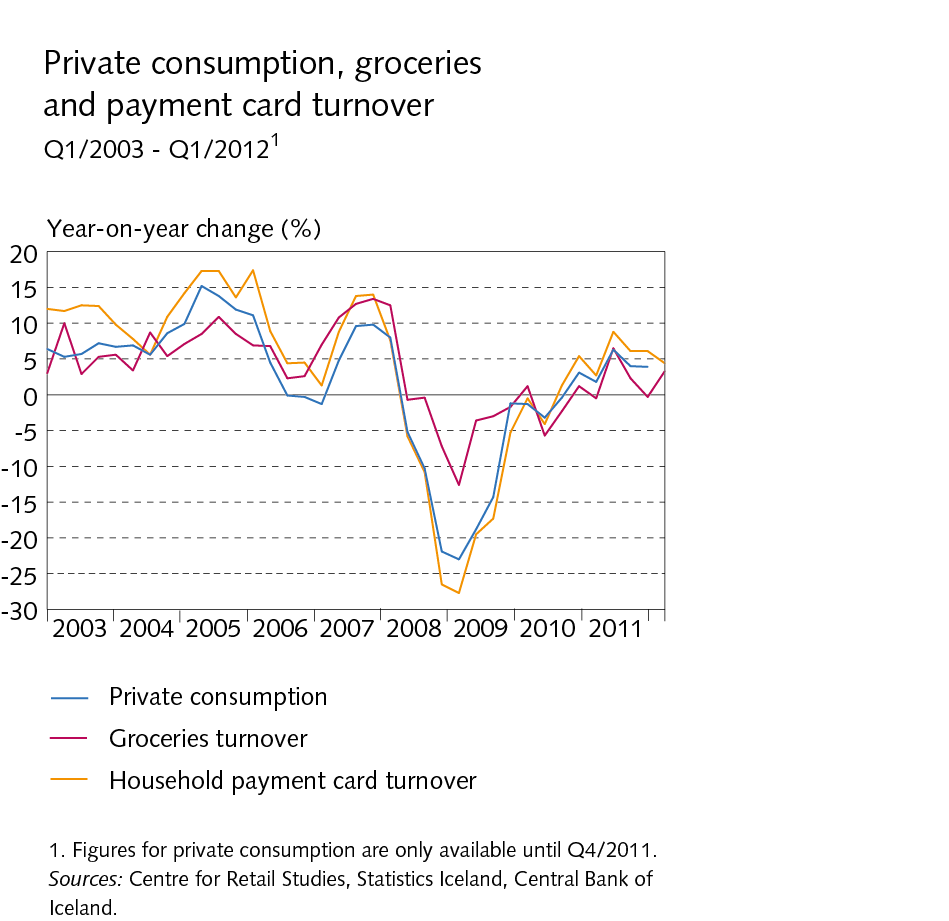 Private consumption, groceries
and payment card turnover
Q1/2003 - Q1/2012¹
Year-on-year change (%)
20
15
10
5
0
-5
-10
-15
-20
-25
-30
2003 2004 2005 2006 2007 2008 2009 2010 2011
Private consumption
Groceries turnover
Household payment card turnover
1. Figures for private consumption are only available until Q4/2011.
Sources: Centre for Retail Studies, Statistics Iceland, Central Bank of
Iceland.